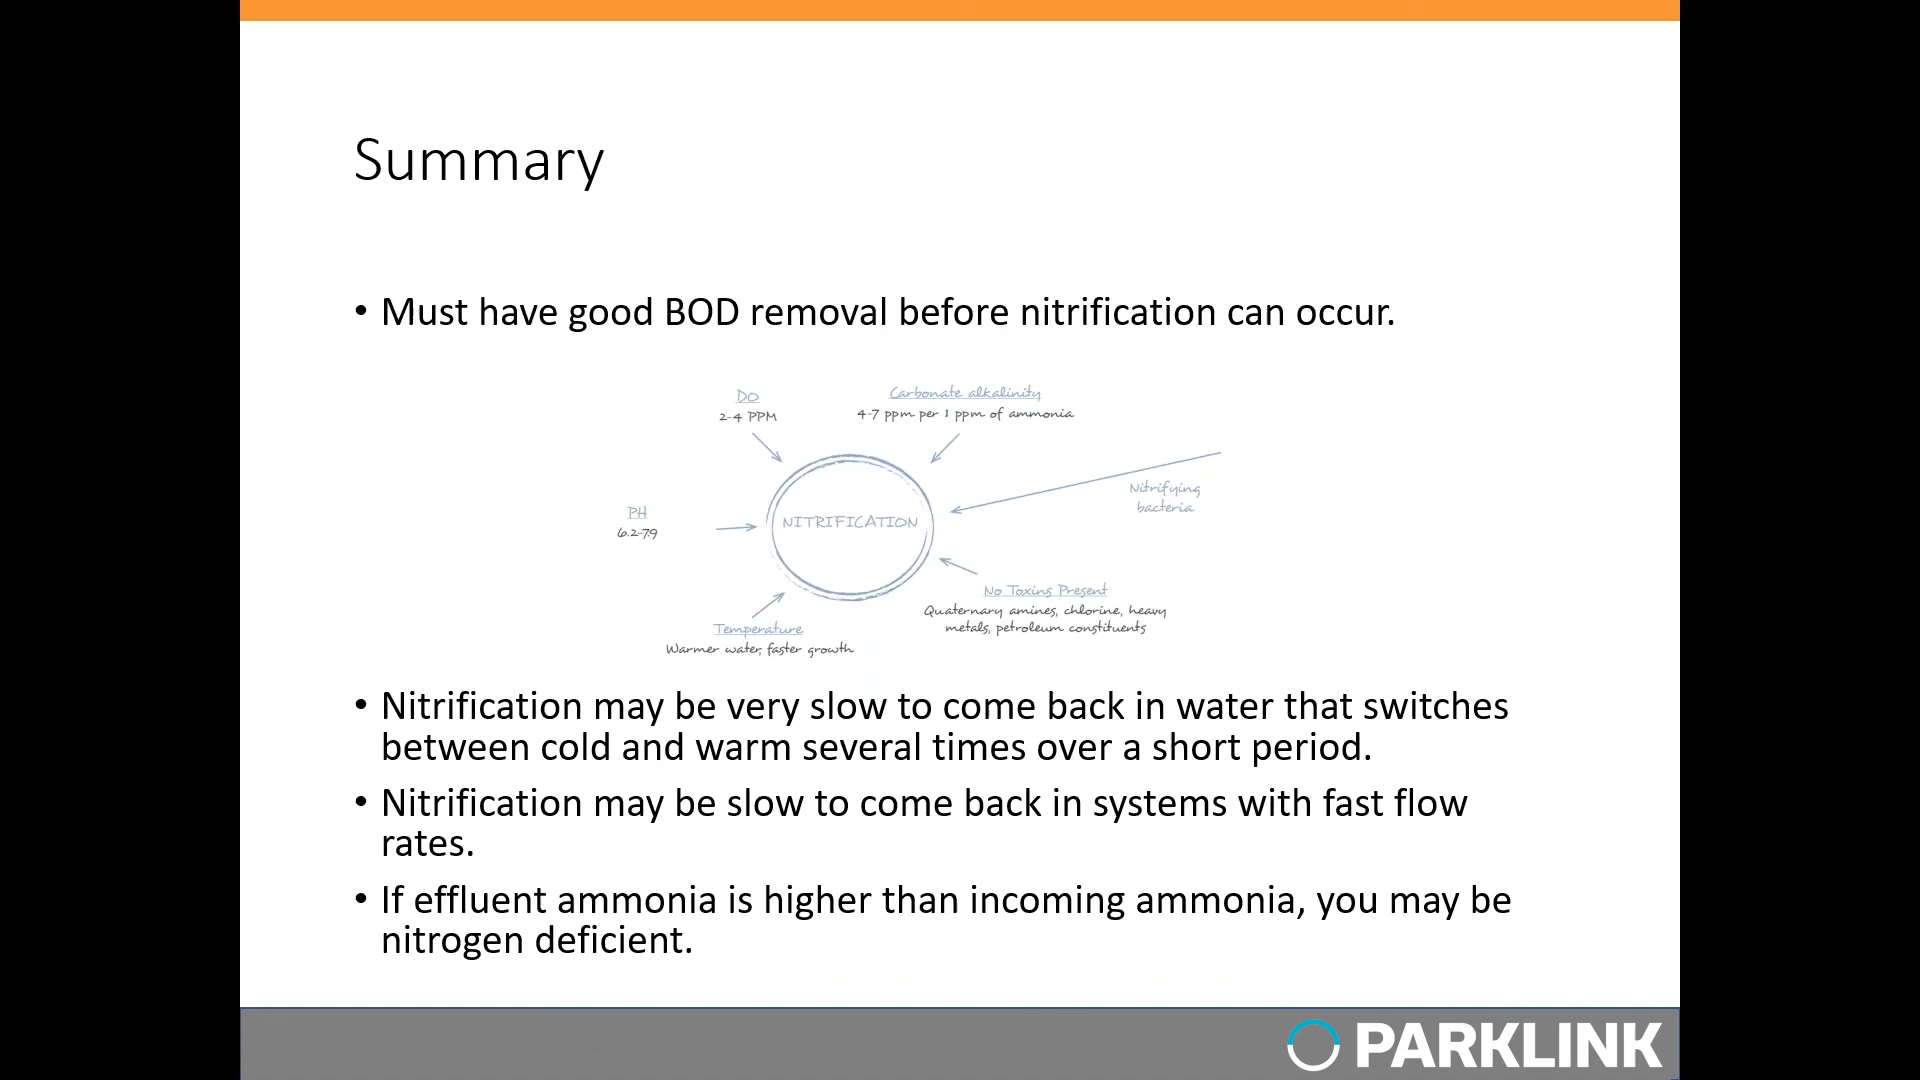 Summary
• Must have good BOD removal before nitrification can occur.
DO
2-4 PPM
Carbonate alkalinity
4-7 ppm per 1 ppm of ammonia
Nitrifying
bacteria
PH
6.2-7.9
NITRIFICATION
No Toxins Present
Quaternary amines, chlorine, heavy
metals, petroleum constituents
Temperature
Warmer water, faster growth
• Nitrification may be very slow to come back in water that switches
between cold and warm several times over a short period.
• Nitrification may be slow to come back in systems with fast flow
rates.
• If effluent ammonia is higher than incoming ammonia, you may be
nitrogen deficient.
PARKLINK